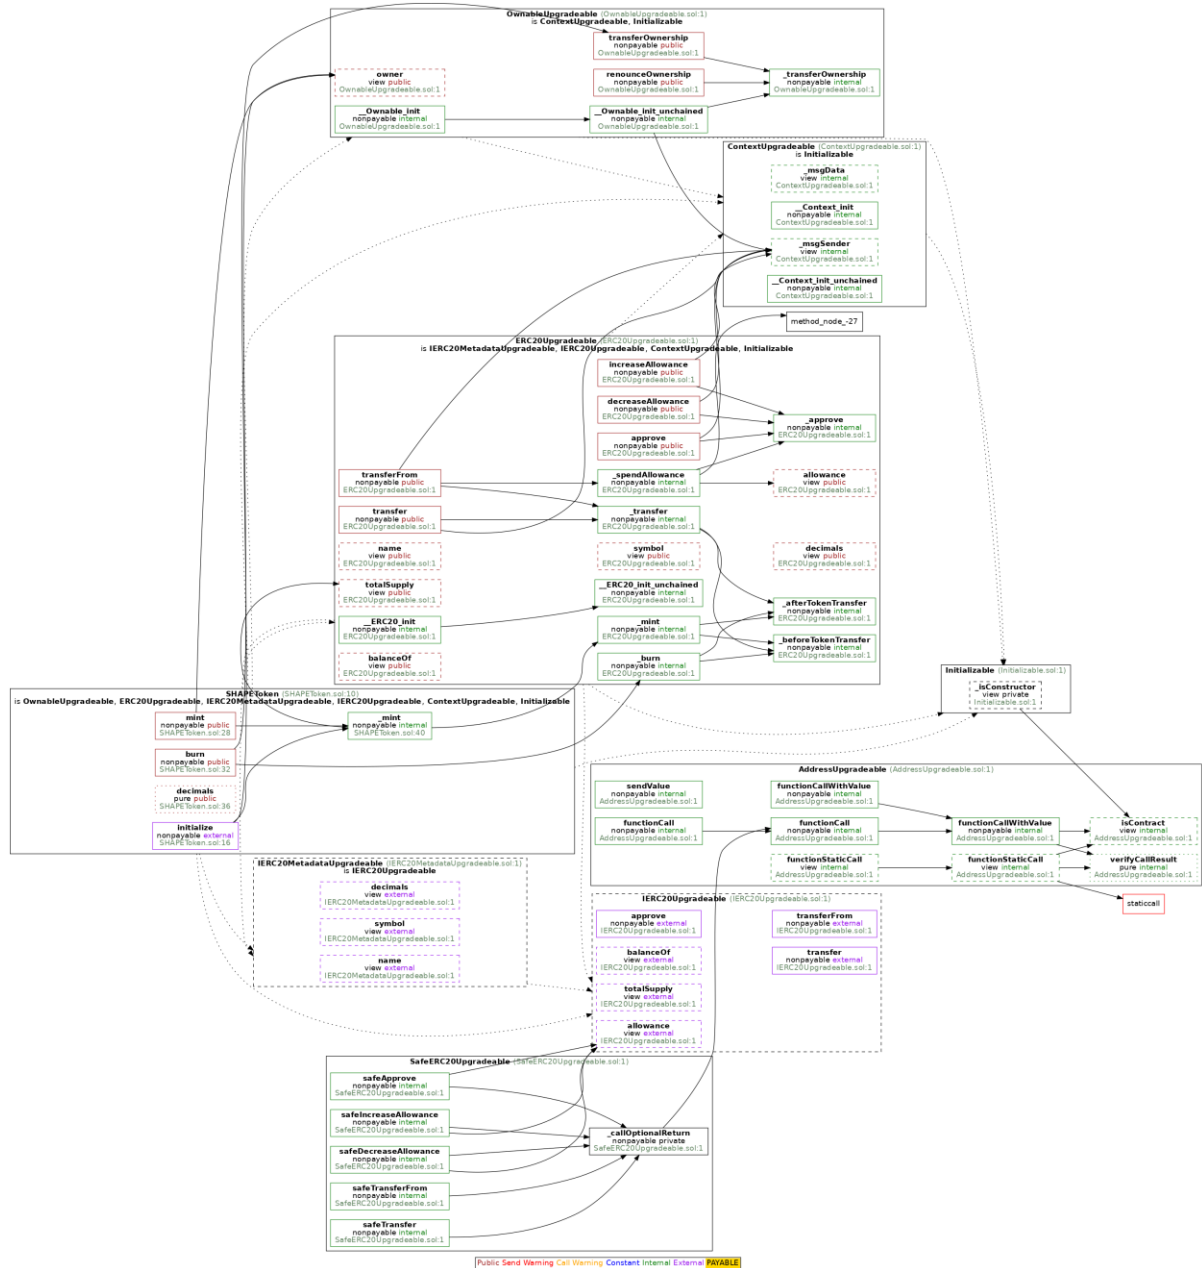 OwnableUpgradeable (OwnableUpgradeable.sol:1)
is ContextUpgradeable, Initializable
transferOwnership
nonpayable public
OwnableUpgradeable.sol:1
owner
view public
OwnableUpgradeable.sol:1
renounceOwnership
nonpayable public
OwnableUpgradeable.sol:1
_transferOwnership
nonpayable internal
OwnableUpgradeable.sol:1
__Ownable_init
nonpayable internal
OwnableUpgradeable.sol:1
__Ownable_init_unchained
nonpayable internal
OwnableUpgradeable.sol:1
ContextUpgradeable (ContextUpgradeable.sol:1)
is Initializable
_msgData
view internal
ContextUpgradeable.sol:1
__Context_init
nonpayable internal
ContextUpgradeable.sol:1
_msgSender
view internal
ContextUpgradeable.sol:1
__Context_init_unchained
nonpayable internal
ContextUpgradeable.sol:1
method_node_-27
ERC20Upgradeable (ERC20Upgradeable.sol:1)
is IERC20MetadataUpgradeable, IERC20Upgradeable, ContextUpgradeable, Initializable
increaseAllowance
nonpayable public
ERC20Upgradeable.sol:1
decreaseAllowance
nonpayable public
ERC20Upgradeable.sol:1
_approve
nonpayable internal
ERC20Upgradeable.sol:1
approve
nonpayable public
ERC20Upgradeable.sol:1
transferFrom
nonpayable public
ERC20Upgradeable.sol:1
_spendAllowance
nonpayable internal
ERC20Upgradeable.sol:1
allowance
view public
ERC20Upgradeable.sol:1
transfer
nonpayable public
ERC20Upgradeable.sol:1
_transfer
nonpayable internal
ERC20Upgradeable.sol:1
name
view public
ERC20Upgradeable.sol:1
symbol
view public
ERC20Upgradeable.sol:1
decimals
view public
ERC20Upgradeable.sol:1
totalSupply
view public
ERC20Upgradeable.sol:1
__ERC20_init_unchained
nonpayable internal
ERC20Upgradeable.sol:1
_afterTokenTransfer
nonpayable internal
ERC20Upgradeable.sol:1
__ERC20_init
nonpayable internal
ERC20Upgradeable.sol:1
_mint
nonpayable internal
ERC20Upgradeable.sol:1
_beforeTokenTransfer
nonpayable internal
ERC20Upgradeable.sol:1
balanceOf
view public
ERC20Upgradeable.sol:1
_burn
nonpayable internal
ERC20Upgradeable.sol:1
Initializable (Initializable.sol:1)
_isConstructor
view private
Initializable.sol:1
SHAPEToken (SHAPEToken.sol:10)
is OwnableUpgradeable, ERC20Upgradeable, IERC20MetadataUpgradeable, IERC20Upgradeable, ContextUpgradeable, Initializable
mint
nonpayable public
SHAPEToken.sol:28
_mint
nonpayable internal
SHAPEToken.sol:40
burn
nonpayable public
SHAPEToken.sol:32
decimals
pure public
SHAPEToken.sol:36
initialize
nonpayable external
SHAPEToken.sol:16
AddressUpgradeable (AddressUpgradeable.sol:1)
sendValue
nonpayable internal
AddressUpgradeable.sol:1
functionCallWithValue
nonpayable internal
AddressUpgradeable.sol:1
functionCall
nonpayable internal
AddressUpgradeable.sol:1
functionCall
nonpayable internal
AddressUpgradeable.sol:1
functionCallWithValue
nonpayable internal
AddressUpgradeable.sol:1
isContract
view internal
AddressUpgradeable.sol:1
functionStaticCall
view internal
AddressUpgradeable.sol:1
functionStaticCall
view internal
AddressUpgradeable.sol:1
verifyCallResult
pure internal
AddressUpgradeable.sol:1
staticcall
IERC20MetadataUpgradeable (IERC20MetadataUpgradeable.sol:1)
is IERC20Upgradeable
decimals
view external
IERC20MetadataUpgradeable.sol:1
symbol
view external
IERC20MetadataUpgradeable.sol:1
name
view external
IERC20MetadataUpgradeable.sol:1
IERC20Upgradeable (IERC20Upgradeable.sol:1)
approve
nonpayable external
IERC20Upgradeable.sol:1
transferFrom
nonpayable external
IERC20Upgradeable.sol:1
balanceOf
view external
IERC20Upgradeable.sol:1
transfer
nonpayable external
IERC20Upgradeable.sol:1
totalSupply
view external
IERC20Upgradeable.sol:1
allowance
view external
IERC20Upgradeable.sol:1
SafeERC20Upgradeable (SafeERC20Upgradeable.sol:1)
safeApprove
nonpayable internal
SafeERC20Upgradeable.sol:1
safeIncreaseAllowance
nonpayable internal
SafeERC20Upgradeable.sol:1
_callOptionalReturn
nonpayable private
SafeERC20Upgradeable.sol:1
safeDecreaseAllowance
nonpayable internal
SafeERC20Upgradeable.sol:1
safeTransferFrom
nonpayable internal
SafeERC20Upgradeable.sol:1
safeTransfer
nonpayable internal
SafeERC20Upgradeable.sol:1
Public Send Warning Call Warning Constant Internal External PAYABLE